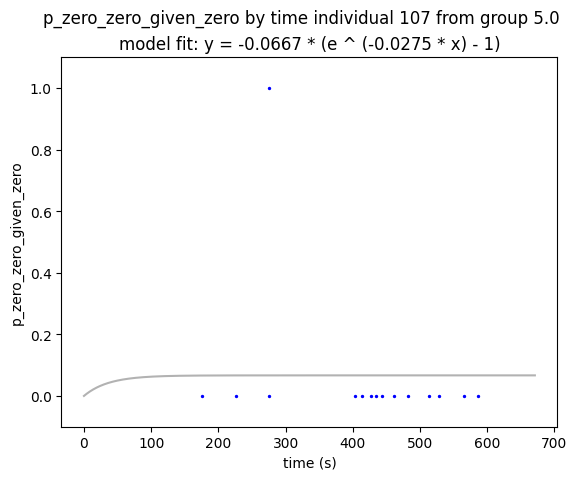 p_zero_zero_given_zero by time individual 107 from group 5.0
model fit: y = -0.0667 * (e ^ (-0.0275 * x) - 1)
p_zero_zero_given_zero
1.0
0.8
0.6
0.4
0.2
0.0
0 100 200 300 400 500 600 700
time (s)